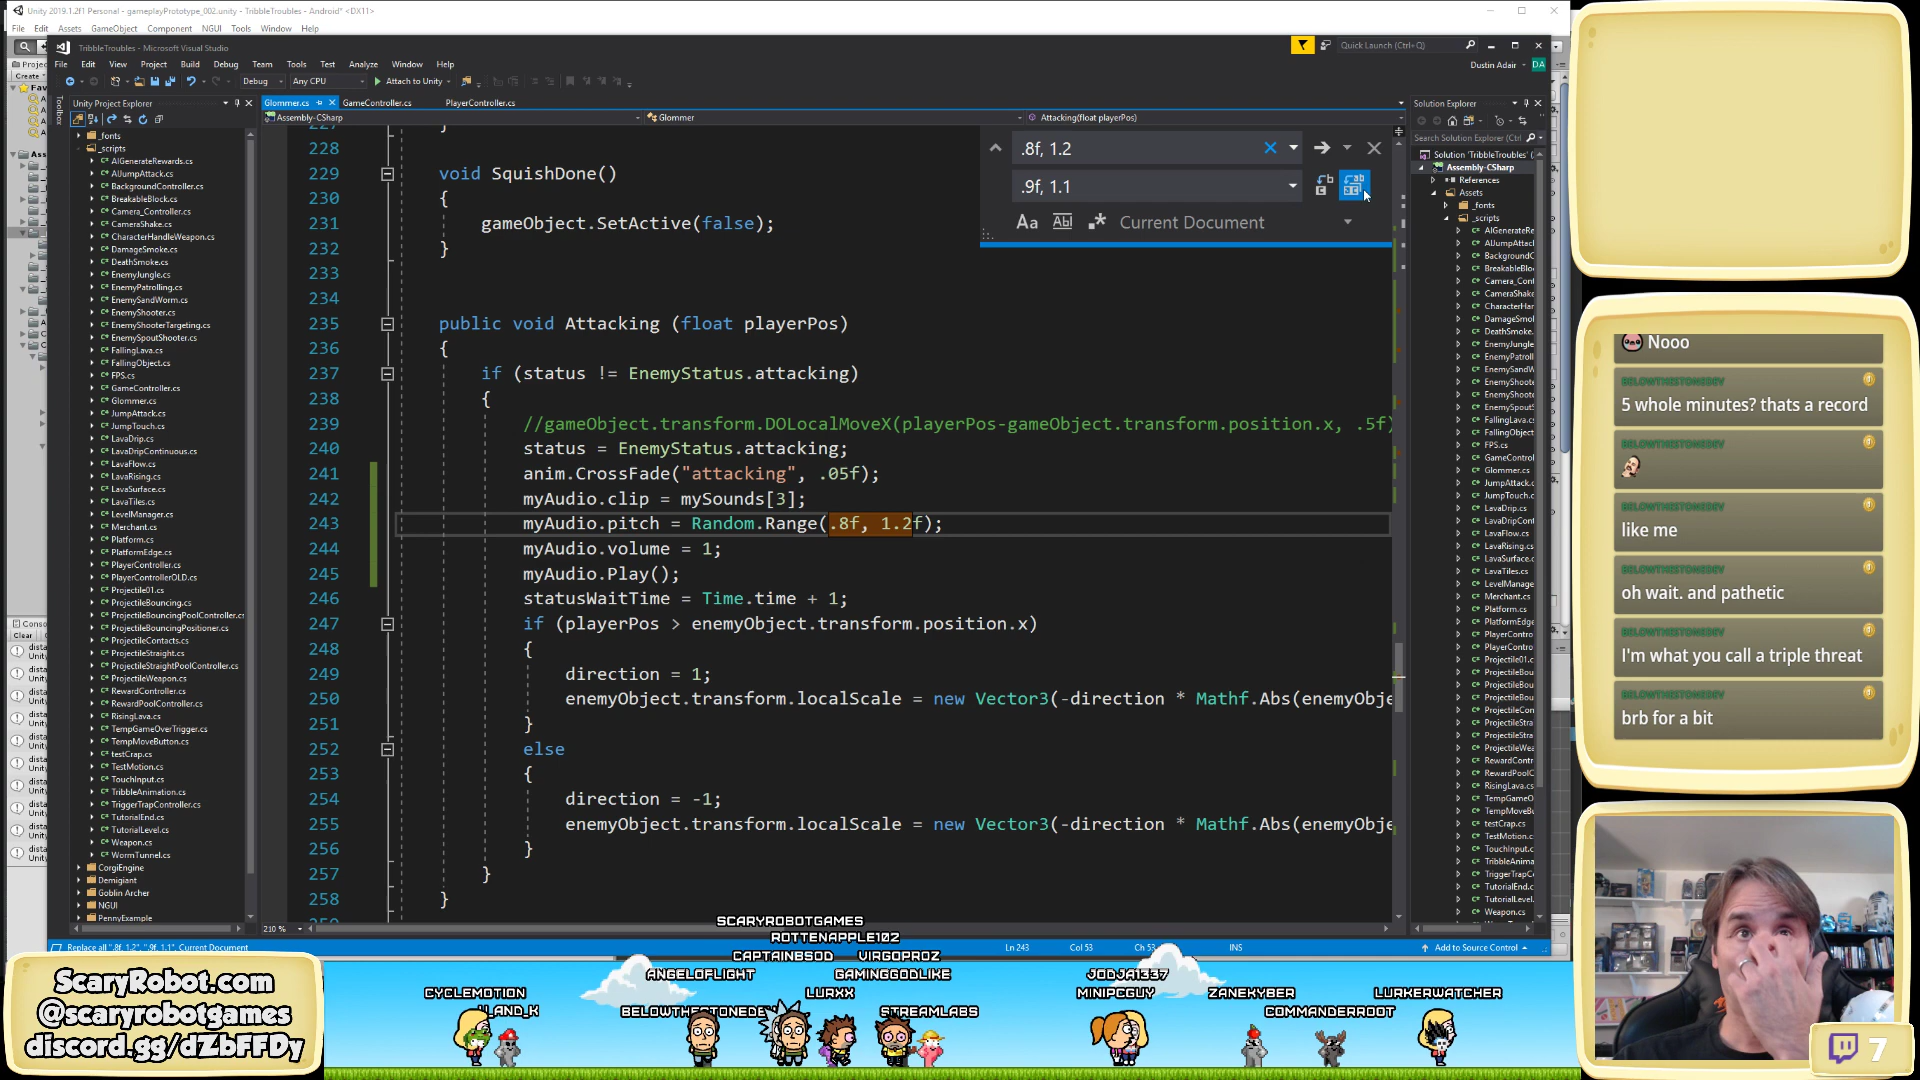 Unity 2019.1.2f1 Personal - gameplayPrototype_002.unity - TribbleTroubles - Android* <DX11>
File Edit Assets GameObject Component NGUI Tools Window Help
TribbleTroubles - Microsoft Visual Studio
Quick Launch (Ctrl+Q)
File Edit View Project Build Debug Team Tools Test Analyze Window Help
Dustin Adair DA
Debug Any CPU Attach to Unity
Unity Project Explorer
Glommer.cs GameController.cs PlayerController.cs
Solution Explorer
Assembly-CSharp Glommer Attacking(float playerPos)
Search Solution Explorer (Ctrl+;)
_fonts
_scripts
AIGenerateRewards.cs
AIJumpAttack.cs
BackgroundController.cs
BreakableBlock.cs
Camera_Controller.cs
CameraShake.cs
CharacterHandleWeapon.cs
DamageSmoke.cs
DeathSmoke.cs
EnemyJungle.cs
EnemyPatrolling.cs
EnemySandWorm.cs
EnemyShooter.cs
EnemyShooterTargeting.cs
EnemySpoutShooter.cs
FallingLava.cs
FallingObject.cs
FPS.cs
GameController.cs
Glommer.cs
JumpAttack.cs
JumpTouch.cs
LavaDrip.cs
LavaDripContinuous.cs
LavaFlow.cs
LavaRising.cs
LavaSurface.cs
LavaTiles.cs
LevelManager.cs
Merchant.cs
Platform.cs
PlatformEdge.cs
PlayerController.cs
PlayerControllerOLD.cs
Projectile01.cs
ProjectileBouncing.cs
ProjectileBouncingPoolController.cs
ProjectileBouncingPositioner.cs
ProjectileContacts.cs
ProjectileStraight.cs
ProjectileStraightPoolController.cs
ProjectileWeapon.cs
RewardController.cs
RewardPoolController.cs
RisingLava.cs
TempGameOverTrigger.cs
TempMoveButton.cs
testCrap.cs
TestMotion.cs
TouchInput.cs
TribbleAnimation.cs
TriggerTrapController.cs
TutorialEnd.cs
TutorialLevel.cs
Weapon.cs
WormTunnel.cs
CorgiEngine
Demigiant
Goblin Archer
NGUI
PennyExample
.8f, 1.2
.9f, 1.1
Current Document
228
229 void SquishDone()
230 {
231 gameObject.SetActive(false);
232 }
233
234
235 public void Attacking (float playerPos)
236 {
237 if (status != EnemyStatus.attacking)
238 {
239 //gameObject.transform.DOLocalMoveX(playerPos-gameObject.transform.position.x, .5f)
240 status = EnemyStatus.attacking;
241 anim.CrossFade("attacking", .05f);
242 myAudio.clip = mySounds[3];
243 myAudio.pitch = Random.Range(.8f, 1.2f);
244 myAudio.volume = 1;
245 myAudio.Play();
246 statusWaitTime = Time.time + 1;
247 if (playerPos > enemyObject.transform.position.x)
248 {
249 direction = 1;
250 enemyObject.transform.localScale = new Vector3(-direction * Mathf.Abs(enemyObje
251 }
252 else
253 {
254 direction = -1;
255 enemyObject.transform.localScale = new Vector3(-direction * Mathf.Abs(enemyObje
256 }
257 }
258 }
210 %
Replace all ".8f, 1.2", ".9f, 1.1", Current Document
Ln 243 Col 53 Ch 53 INS
Add to Source Control
Solution 'TribbleTroubles'
Assembly-CSharp
References
Assets
_fonts
_scripts
Nooo
BELOWTHESTONEDEV
5 whole minutes? thats a record
BELOWTHESTONEDEV
BELOWTHESTONEDEV
like me
BELOWTHESTONEDEV
oh wait. and pathetic
BELOWTHESTONEDEV
I'm what you call a triple threat
BELOWTHESTONEDEV
brb for a bit
7
ScaryRobot.com
@scaryrobotgames
discord.gg/dZbFFDy
SCARYROBOTGAMES
ROTTENAPPLE102
CAPTAINBSOD VIRGOPROZ
ANGELOFLIGHT GAMINGGODLIKE JODJA1337
CYCLEMOTION LURXX MINIPCGUY ZANEKYBER LURKERWATCHER
STREAMLABS COMMANDERROOT